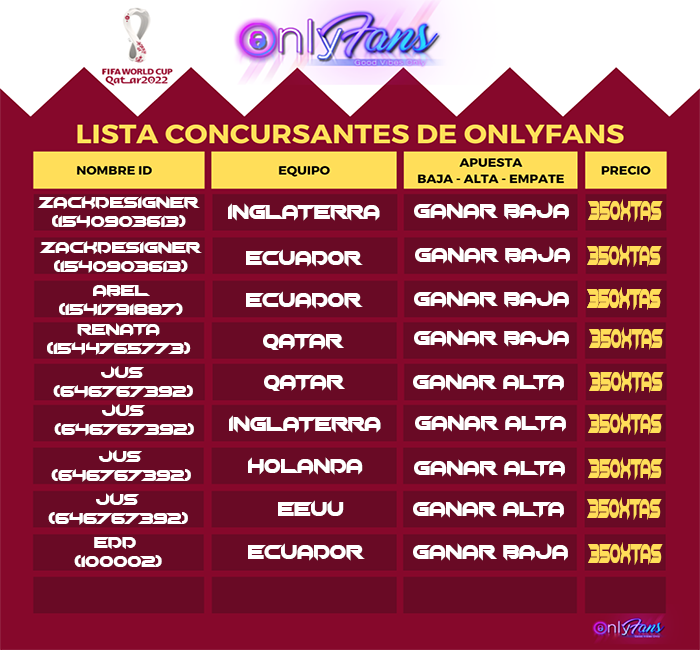 FIFA WORLD CUP
Qatar2022
OnlyFans
Good Vibes Only
LISTA CONCURSANTES DE ONLYFANS
NOMBRE ID EQUIPO APUESTA BAJA - ALTA - EMPATE PRECIO
ZACKDESIGNER (1540903613) INGLATERRA GANAR BAJA 350XTAS
ZACKDESIGNER (1540903613) ECUADOR GANAR BAJA 350XTAS
ABEL (1541791887) ECUADOR GANAR BAJA 350XTAS
RENATA (1544765773) QATAR GANAR BAJA 350XTAS
JUS (646767392) QATAR GANAR ALTA 350XTAS
JUS (646767392) INGLATERRA GANAR ALTA 350XTAS
JUS (646767392) HOLANDA GANAR ALTA 350XTAS
JUS (646767392) EEUU GANAR ALTA 350XTAS
EDD (100002) ECUADOR GANAR BAJA 350XTAS
OnlyFans